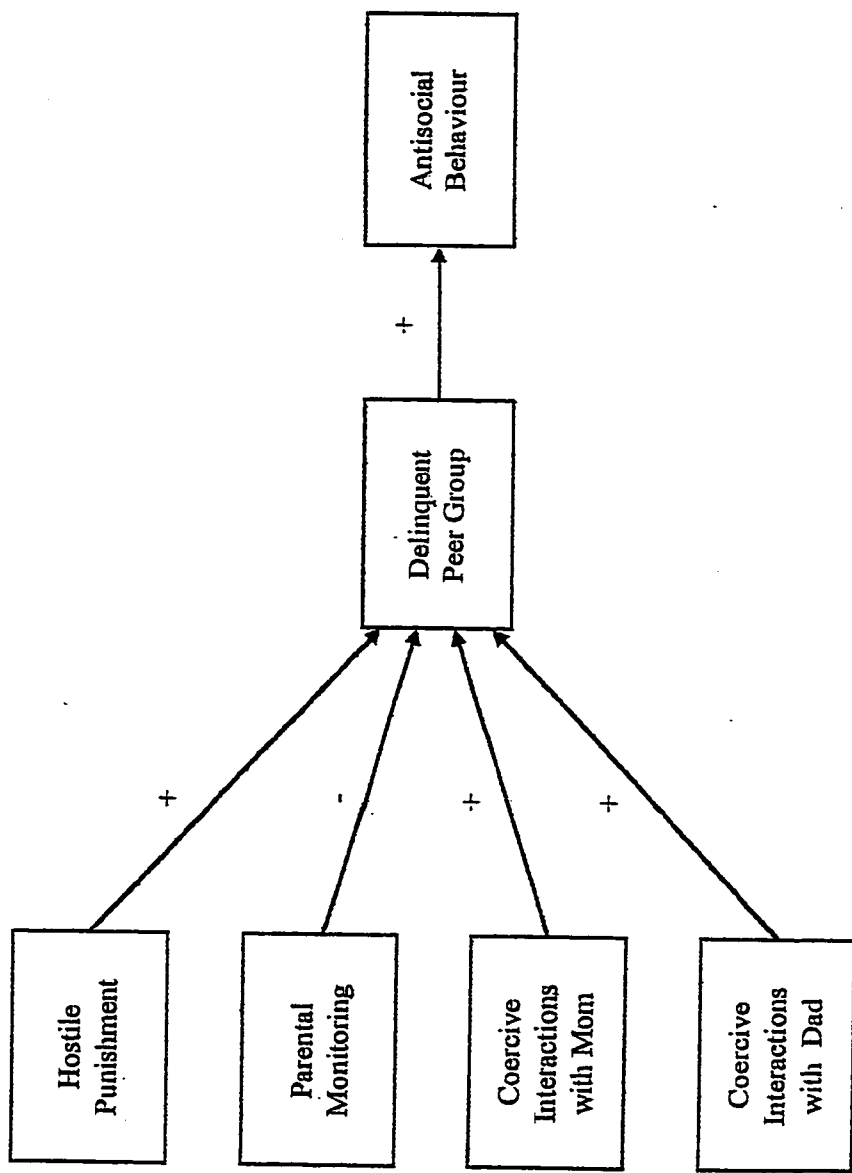 Hostile
Punishment
Parental
Monitoring
Coercive
Interactions
with Mom
Coercive
Interactions
with Dad
+
-
+
+
Delinquent
Peer Group
+
Antisocial
Behaviour